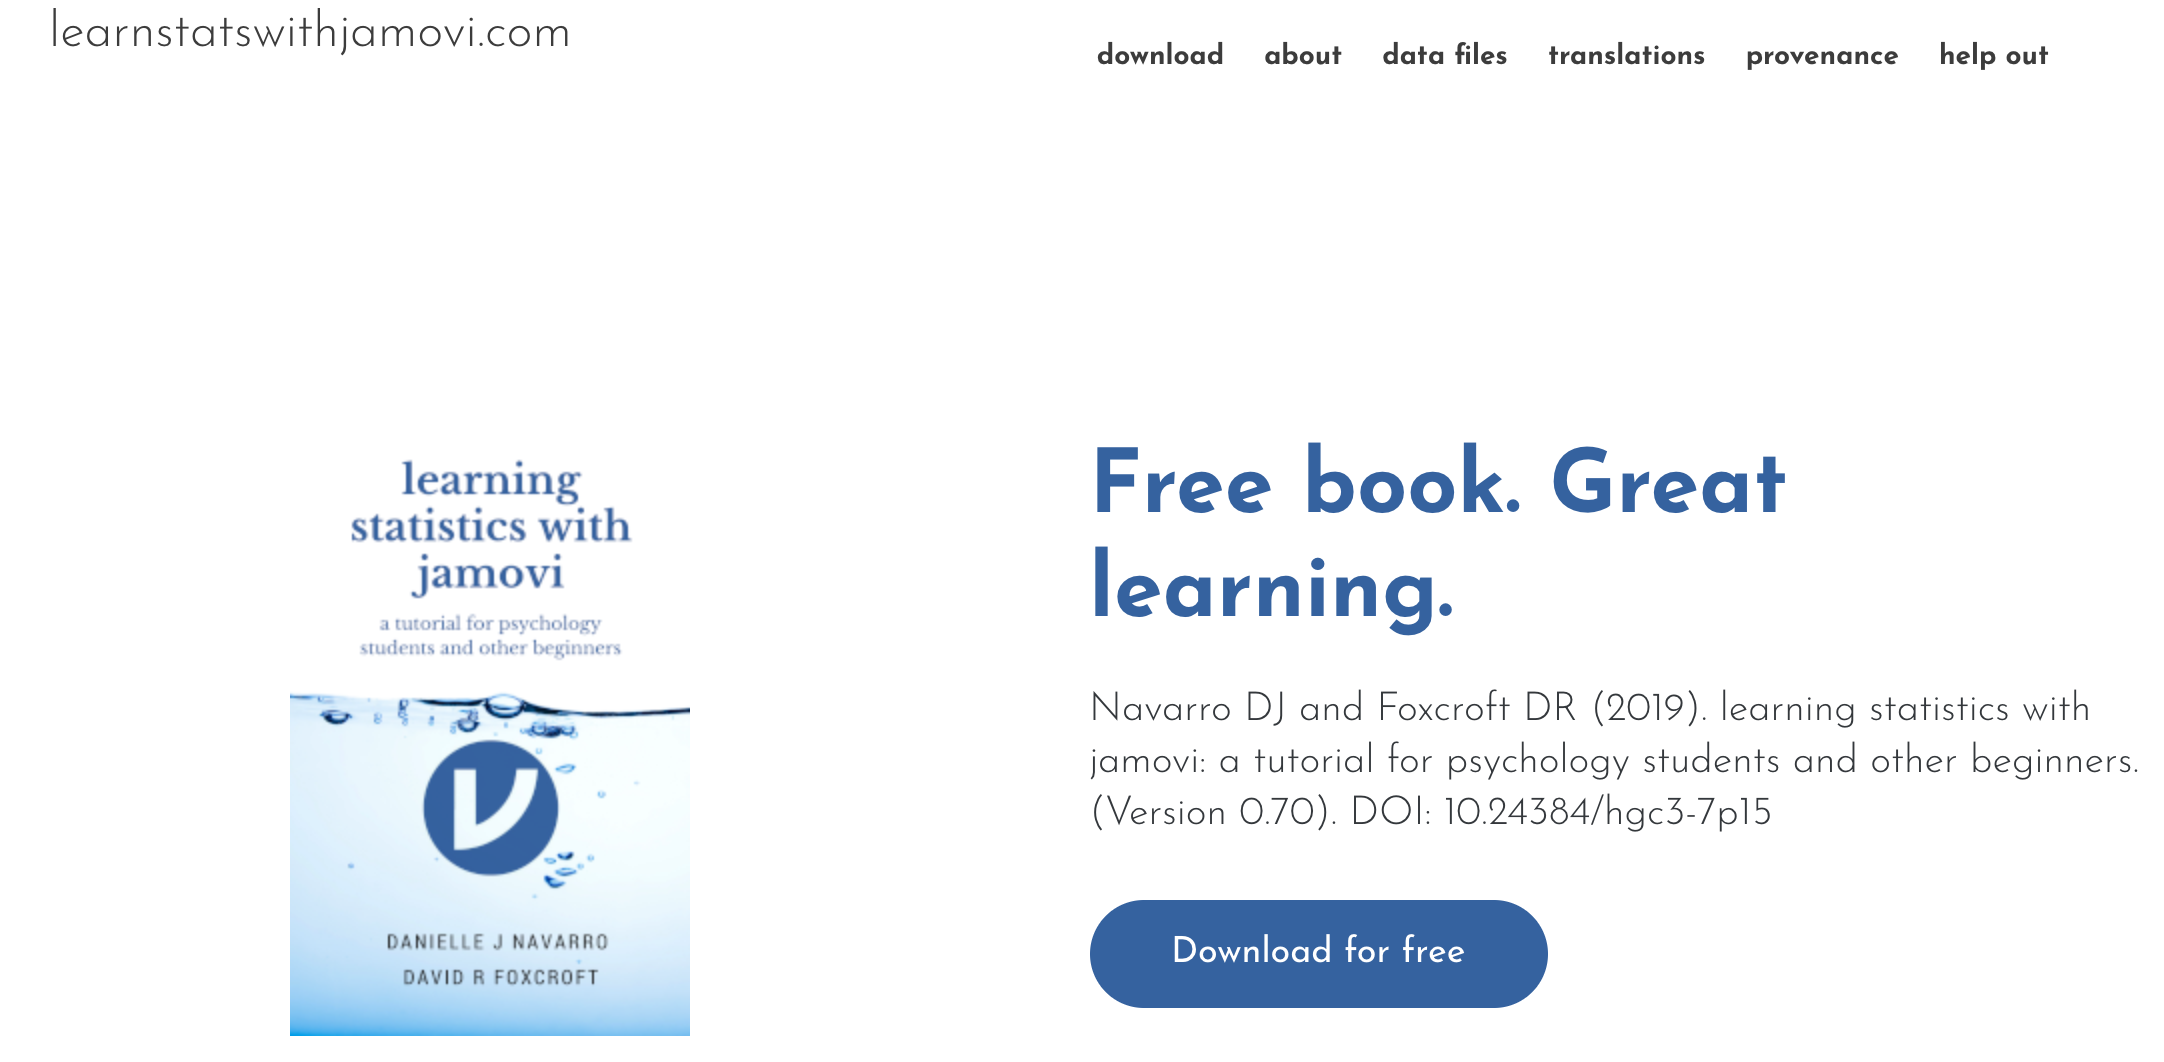 learnstatswithjamovi.com
download about data files translations provenance help out
learning
statistics with
jamovi
a tutorial for psychology
students and other beginners
DANIELLE J NAVARRO
DAVID R FOXCROFT
Free book. Great
learning.
Navarro DJ and Foxcroft DR (2019). learning statistics with
jamovi: a tutorial for psychology students and other beginners.
(Version 0.70). DOI: 10.24384/hgc3-7p15
Download for free